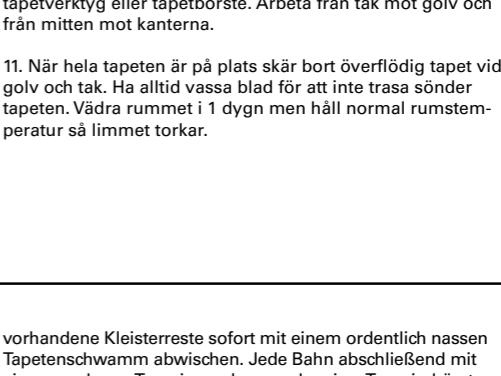 tapetverktyg eller tapetborste. Arbeta från tak mot golv och
från mitten mot kanterna.
11. När hela tapeten är på plats skär bort överflödig tapet vid
golv och tak. Ha alltid vassa blad för att inte trasa sönder
tapeten. Vädra rummet i 1 dygn men håll normal rumstem-
peratur så limmet torkar.
vorhandene Kleisterreste sofort mit einem ordentlich nassen
Tapetenschwamm abwischen. Jede Bahn abschließend mit